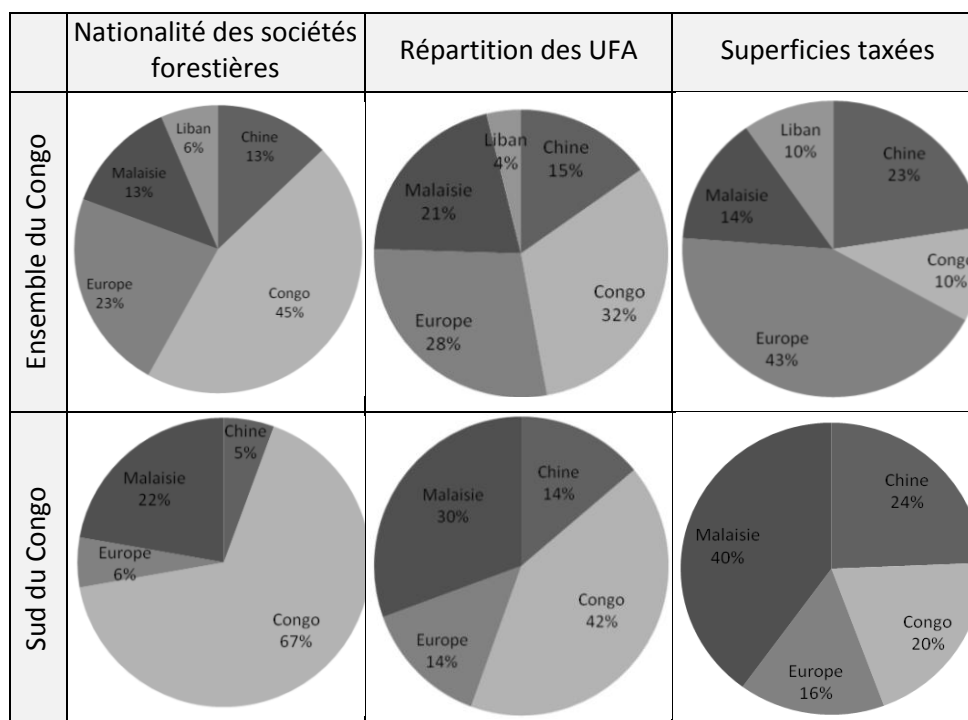 Nationalité des sociétés
forestières
Répartition des UFA
Superficies taxées
Ensemble du Congo
Liban
6%
Chine
13%
Malaisie
13%
Europe
23%
Congo
45%
Liban
4%
Chine
15%
Malaisie
21%
Congo
32%
Europe
28%
Liban
10%
Chine
23%
Malaisie
14%
Congo
10%
Europe
43%
Sud du Congo
Chine
5%
Malaisie
22%
Europe
6%
Congo
67%
Chine
14%
Malaisie
30%
Congo
42%
Europe
14%
Chine
24%
Malaisie
40%
Congo
20%
Europe
16%